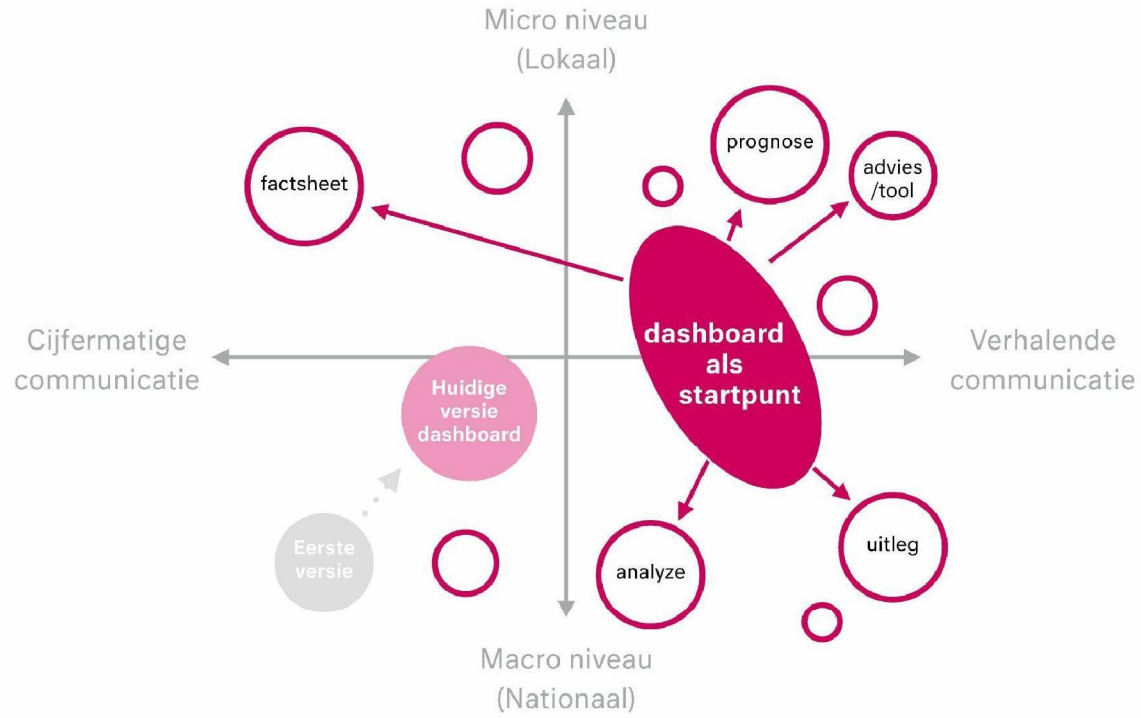 Micro niveau
(Lokaal)
prognose
advies
/tool
factsheet
Cijfermatige
communicatie
dashboard
als
startpunt
Verhalende
communicatie
Huidige
versie
dashboard
Eerste
versie
analyze
uitleg
Macro niveau
(Nationaal)